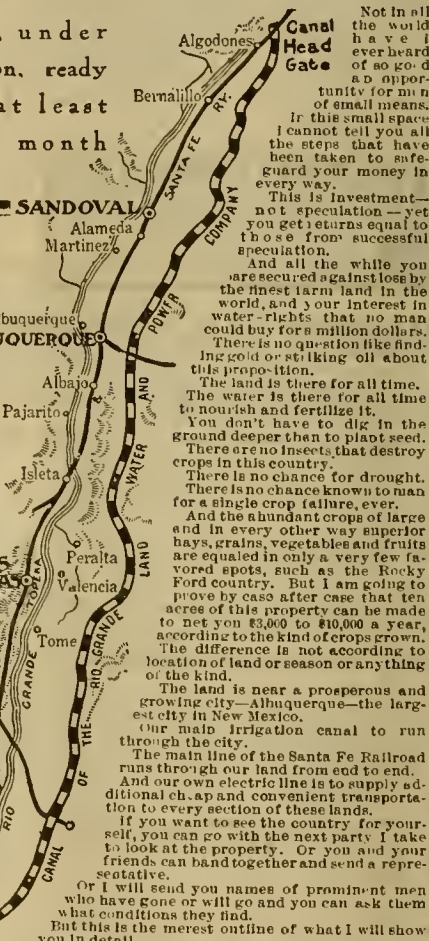 , under
on, ready
at least
month
Algodones
Canal
Head
Gate
Bernalillo
SANTA FE
RY.
SANDOVAL
Alameda
Martinez
buquerque
UQUERQUE
Albajo
Pajarito
Isleta
Peralta
Valencia
TOPEKA
Tome
GRANDE
RIO
CANAL
OF
THE
RIO GRANDE
LAND
WATER
AND
POWER
COMPANY
Not in all
the world
have I
ever heard
of so good
an oppor-
tunity for men
of small means.
In this small space
I cannot tell you all
the steps that have
been taken to safe-
guard your money in
every way.
This is investment—
not speculation—yet
you get returns equal to
those from successful
speculation.
And all the while you
are secured against loss by
the finest farm land in the
world, and your interest in
water-rights that no man
could buy for a million dollars.
There is no question like find-
ing gold or striking oil about
this proposition.
The land is there for all time.
The water is there for all time
to nourish and fertilize it.
You don't have to dig in the
ground deeper than to plant seed.
There are no insects that destroy
crops in this country.
There is no chance for drought.
There is no chance known to man
for a single crop failure, ever.
And the abundant crops of large
and in every other way superior
hays, grains, vegetables and fruits
are equaled in only a very few fa-
vored spots, such as the Rocky
Ford country. But I am going to
prove by case after case that ten
acres of this property can be made
to net you $3,000 to $10,000 a year,
according to the kind of crops grown.
The difference is not according to
location of land or season or anything
of the kind.
The land is near a prosperous and
growing city—Albuquerque—the larg-
est city in New Mexico.
Our main irrigation canal to run
through the city.
The main line of the Santa Fe Railroad
runs through our land from end to end.
And our own electric line is to supply ad-
ditional cheap and convenient transporta-
tion to every section of these lands.
If you want to see the country for your-
self, you can go with the next party I take
to look at the property. Or you and your
friends can band together and send a repre-
sentative.
Or I will send you names of prominent men
who have gone or will go and you can ask them
what conditions they find.
But this is the merest outline of what I will show
you in detail